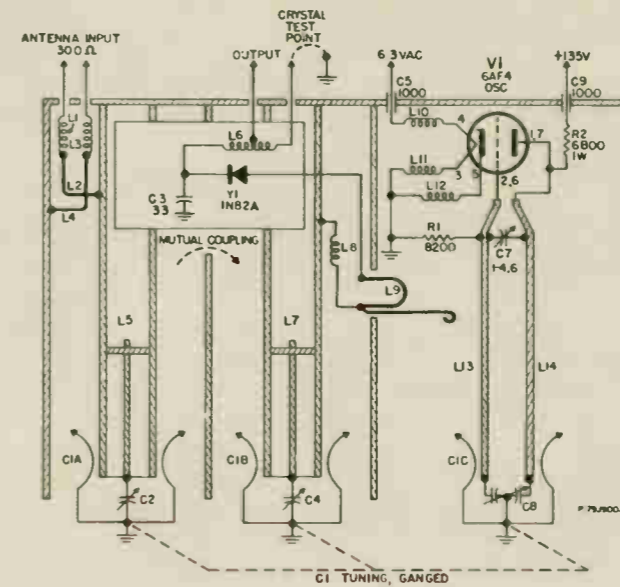 CRYSTAL
TEST
POINT
ANTENNA INPUT
300 Ω
OUTPUT
6.3 VAC
V1
6AF4
OSC
+135V
C5
1000
C9
1000
L1
L3
L2
L4
L6
C3
33
Y1
1N82A
L10
L11
L12
4
3
5
1,7
2,6
R2
6800
1W
MUTUAL COUPLING
L8
L9
R1
8200
C7
1-4.6
L5
L7
L13
L14
C1A
C2
C1B
C4
C1C
C8
C1 TUNING, GANGED